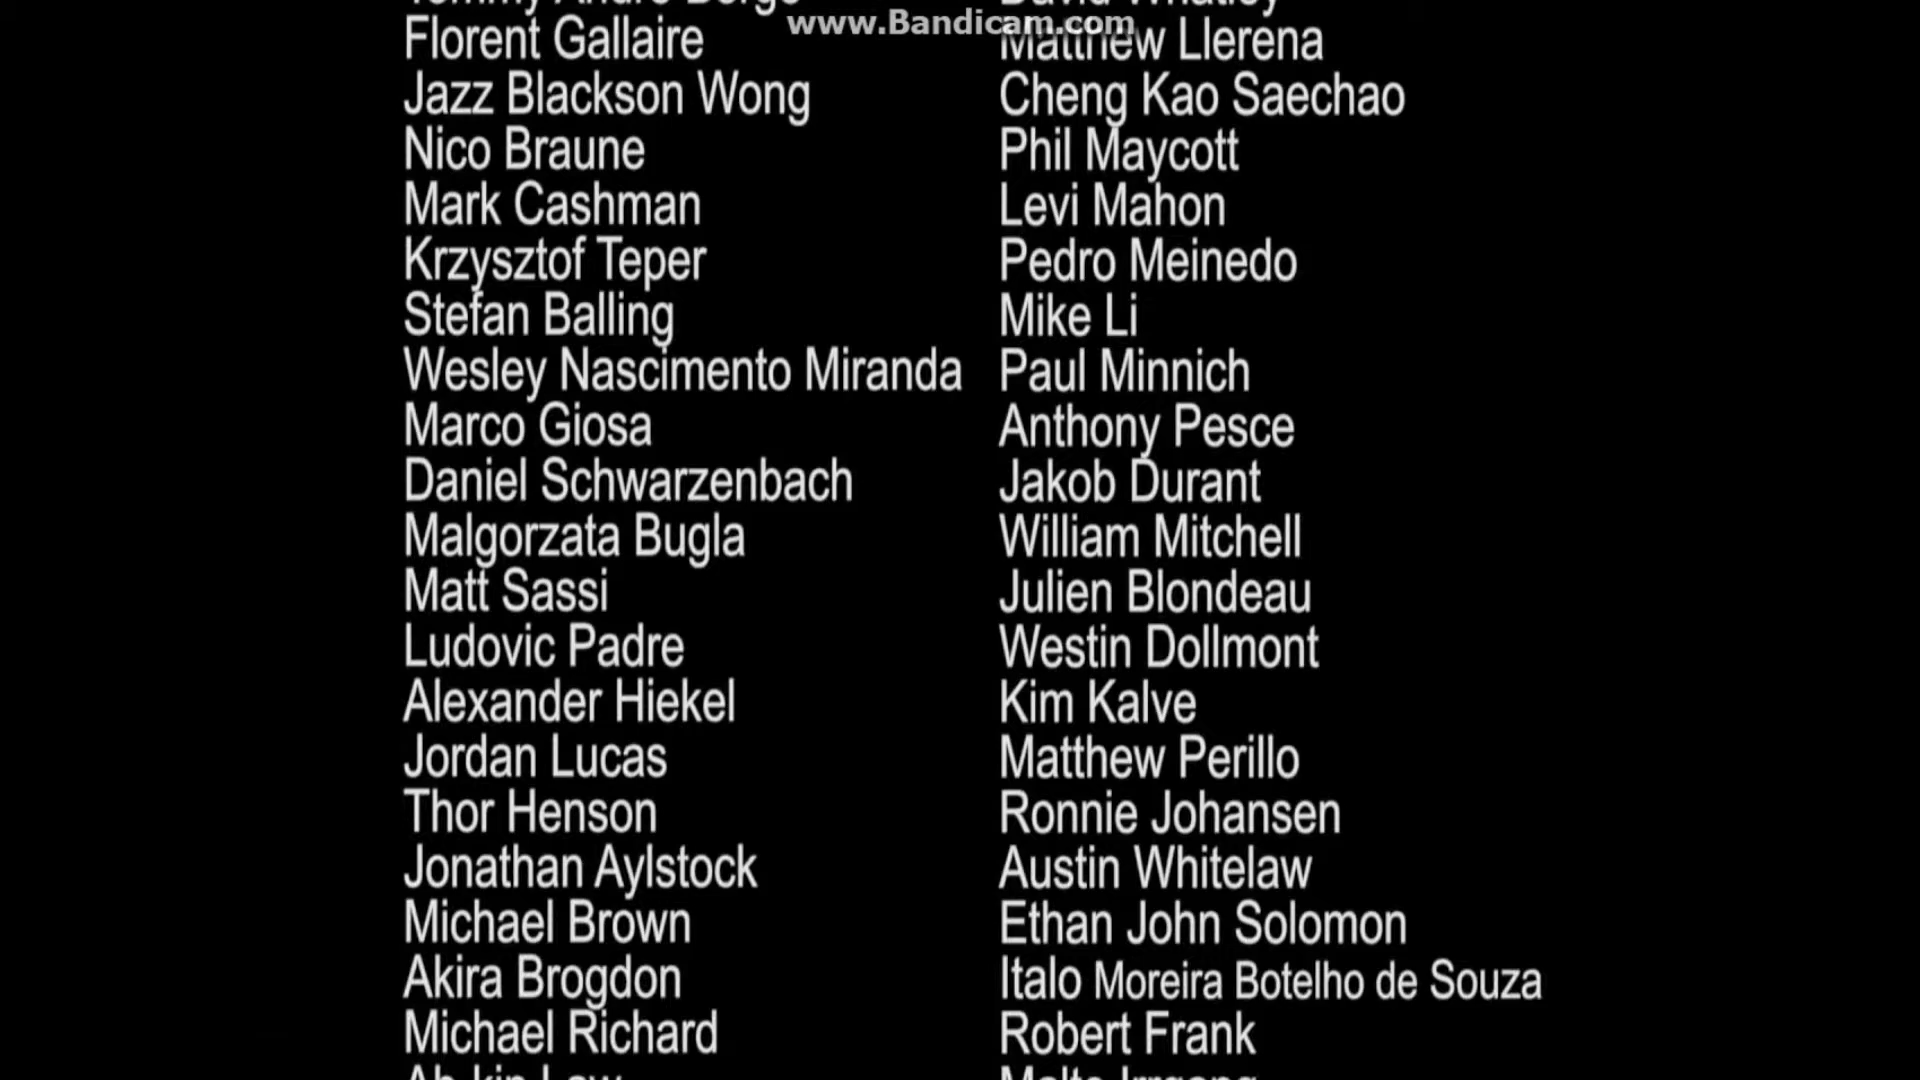 www.Bandicam.com
Florent Gallaire
Jazz Blackson Wong
Nico Braune
Mark Cashman
Krzysztof Teper
Stefan Balling
Wesley Nascimento Miranda
Marco Giosa
Daniel Schwarzenbach
Malgorzata Bugla
Matt Sassi
Ludovic Padre
Alexander Hiekel
Jordan Lucas
Thor Henson
Jonathan Aylstock
Michael Brown
Akira Brogdon
Michael Richard
David Whatley
Matthew Llerena
Cheng Kao Saechao
Phil Maycott
Levi Mahon
Pedro Meinedo
Mike Li
Paul Minnich
Anthony Pesce
Jakob Durant
William Mitchell
Julien Blondeau
Westin Dollmont
Kim Kalve
Matthew Perillo
Ronnie Johansen
Austin Whitelaw
Ethan John Solomon
Italo Moreira Botelho de Souza
Robert Frank